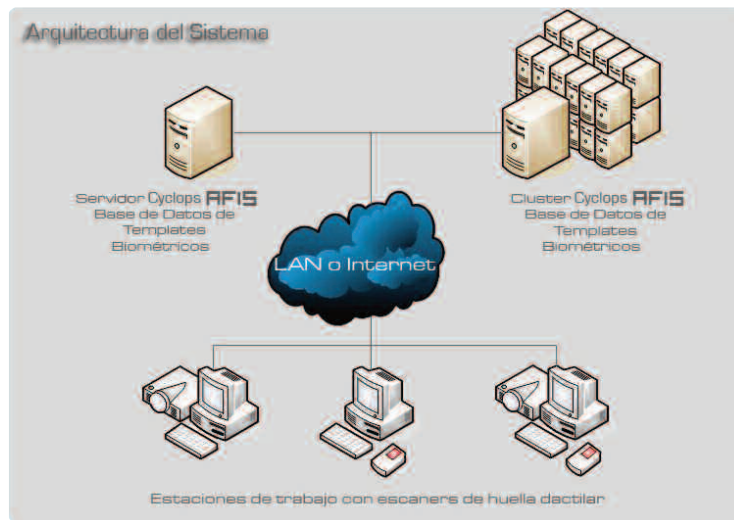 Arquitectura del Sistema
Servidor Cyclops AFIS
Base de Datos de
Templates
Biométricos
Cluster Cyclops AFIS
Base de Datos de
Templates
Biométricos
LAN o Internet
Estaciones de trabajo con escaners de huella dactilar